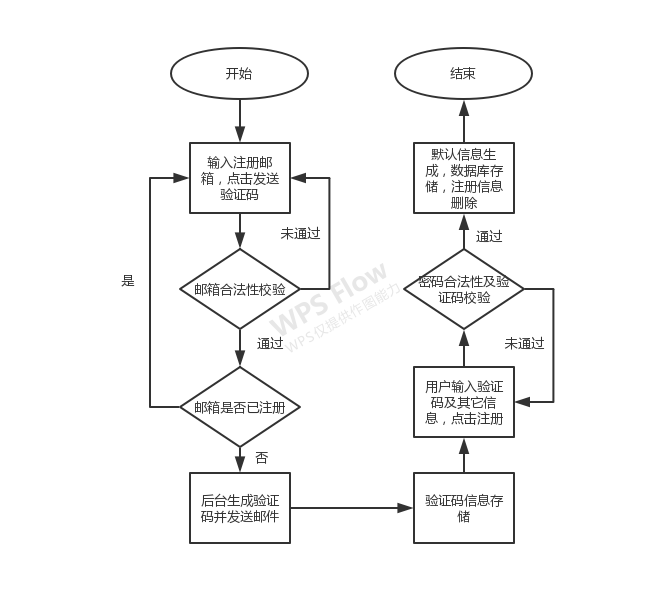 开始
输入注册邮
箱，点击发送
验证码
未通过
邮箱合法性校验
是
通过
邮箱是否已注册
否
后台生成验证
码并发送邮件
验证码信息存
储
用户输入验证
码及其它信
息，点击注册
未通过
密码合法性及验
证码校验
通过
默认信息生
成，数据库存
储，注册信息
删除
结束
WPS Flow
WPS仅提供作图能力